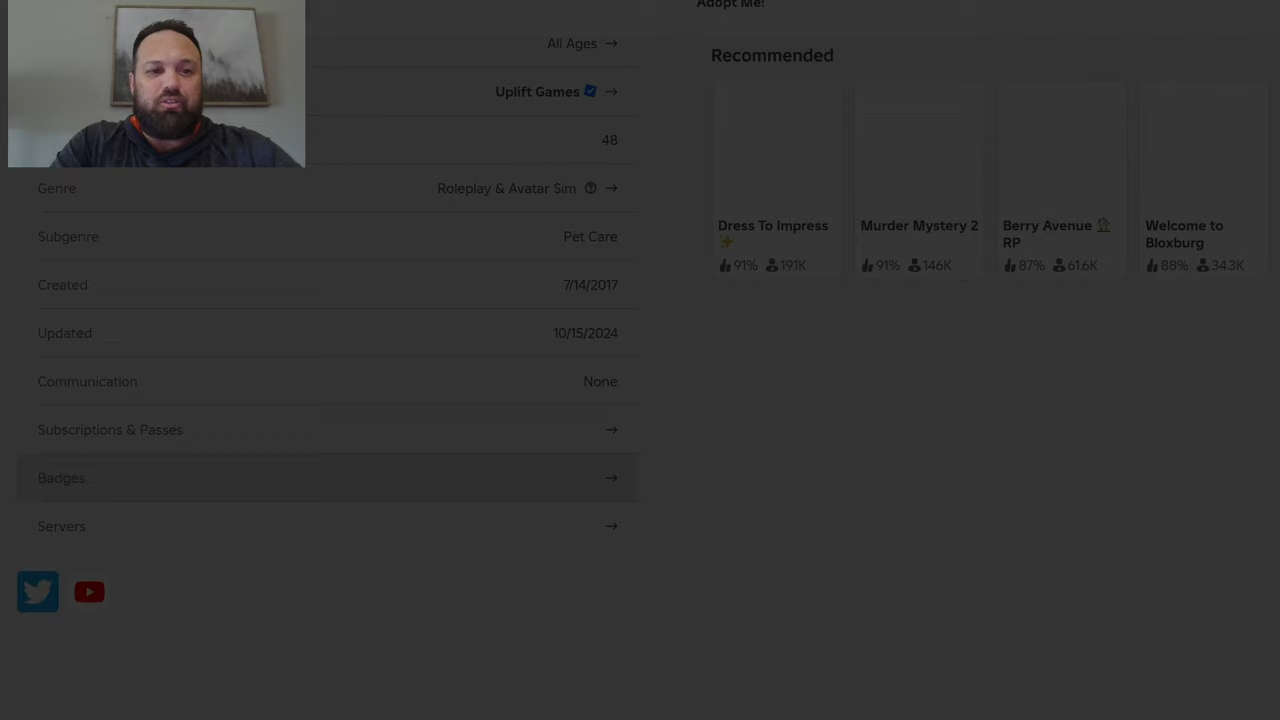 Adopt Me!
All Ages
Recommended
Uplift Games
48
Genre
Roleplay & Avatar Sim
Subgenre
Pet Care
Created
7/14/2017
Updated
10/15/2024
Communication
None
Subscriptions & Passes
Badges
Servers
Dress To Impress
91% 191K
Murder Mystery 2
91% 146K
Berry Avenue
RP
87% 61.6K
Welcome to
Bloxburg
88% 34.3K